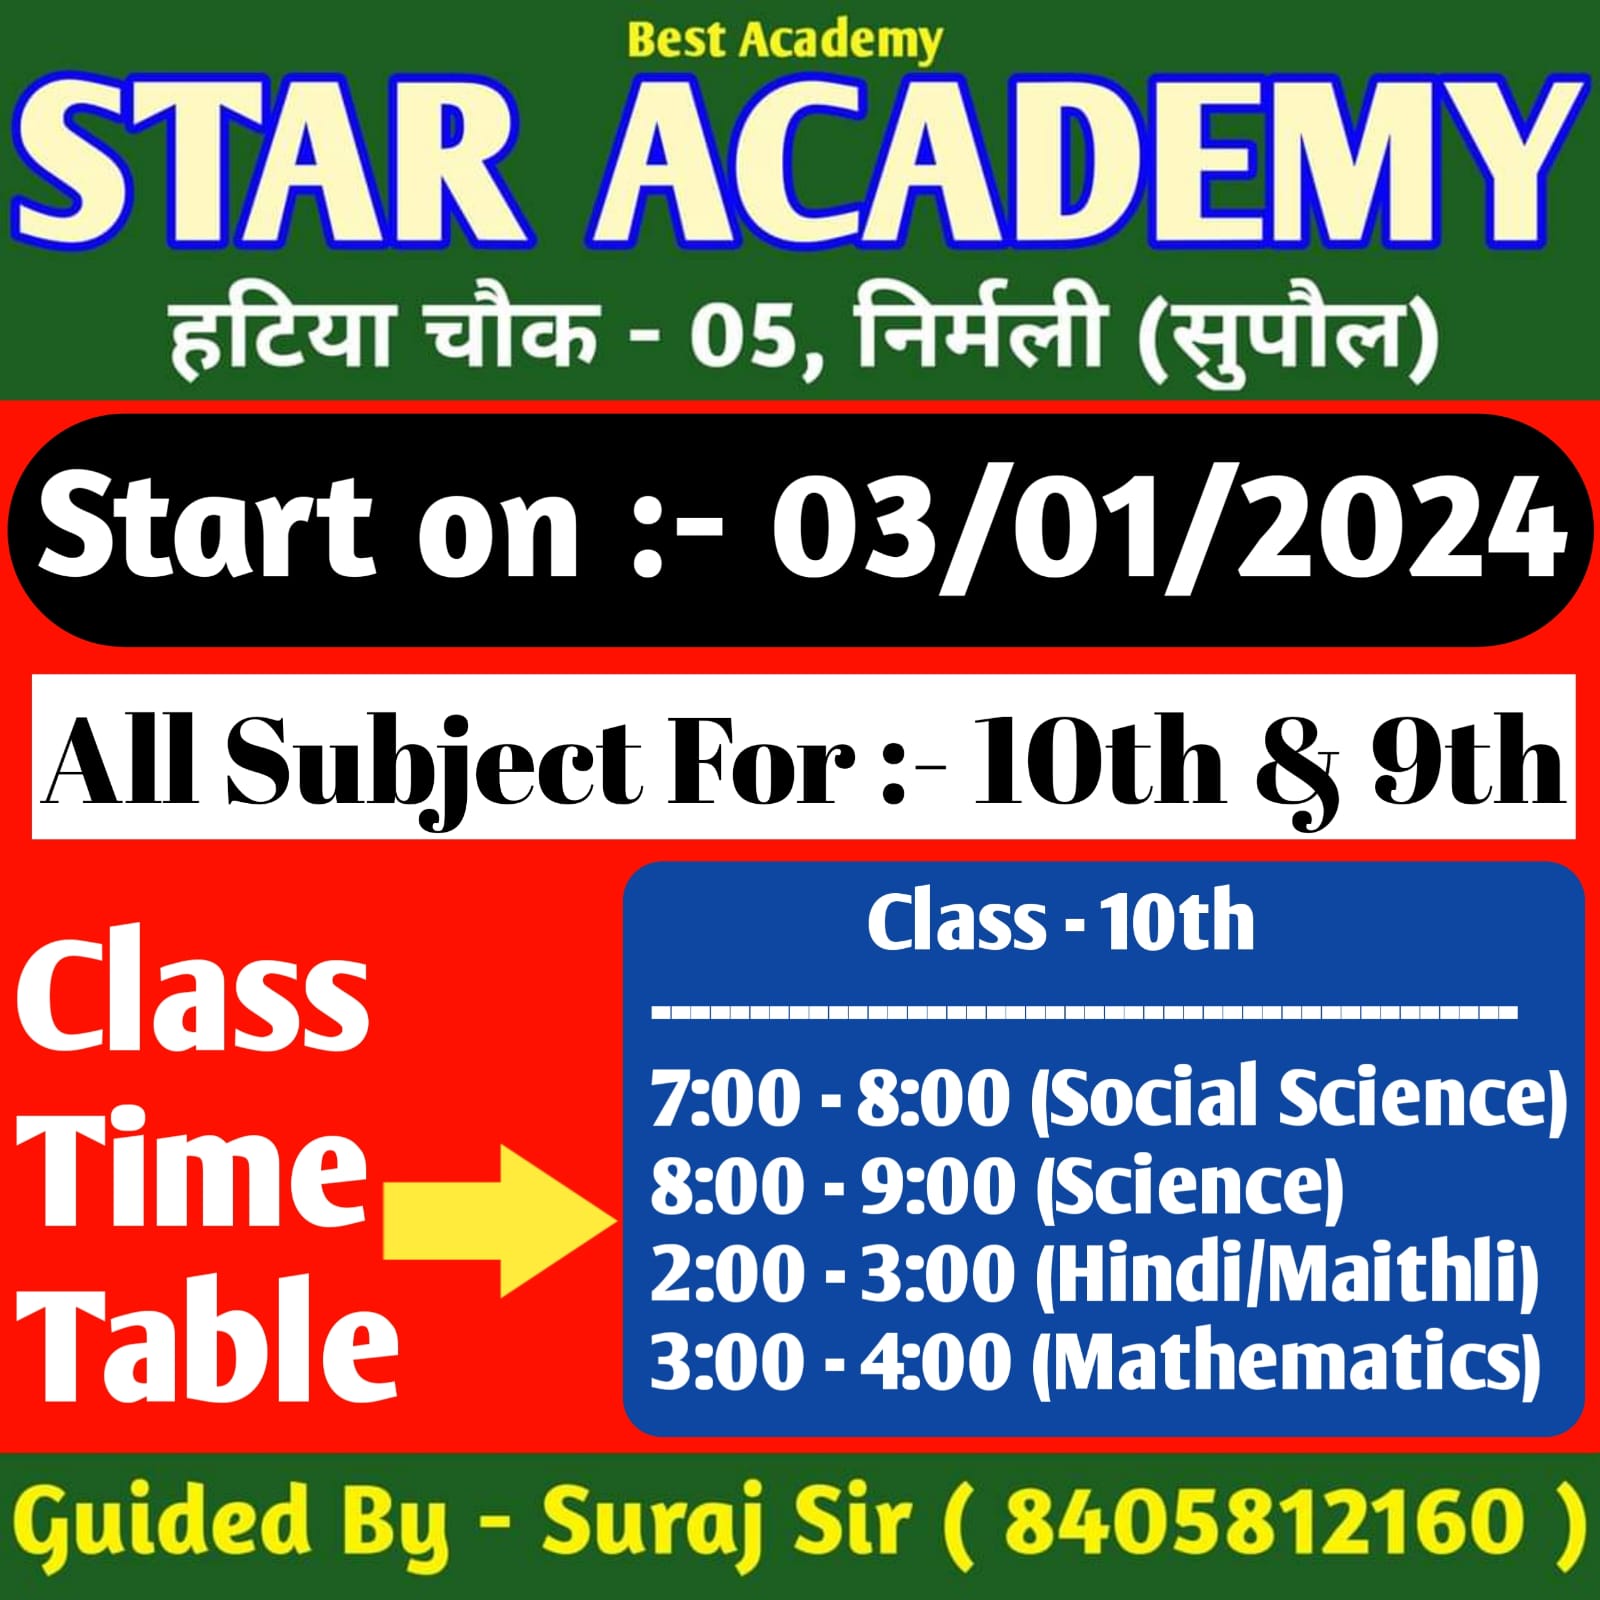 Best Academy
STAR ACADEMY
हटिया चौक - 05, निर्मली (सुपौल)
Start on :- 03/01/2024
All Subject For :- 10th & 9th
Class
Time
Table
Class - 10th
--------------------------------------------
7:00 - 8:00 (Social Science)
8:00 - 9:00 (Science)
2:00 - 3:00 (Hindi/Maithli)
3:00 - 4:00 (Mathematics)
Guided By - Suraj Sir ( 8405812160 )